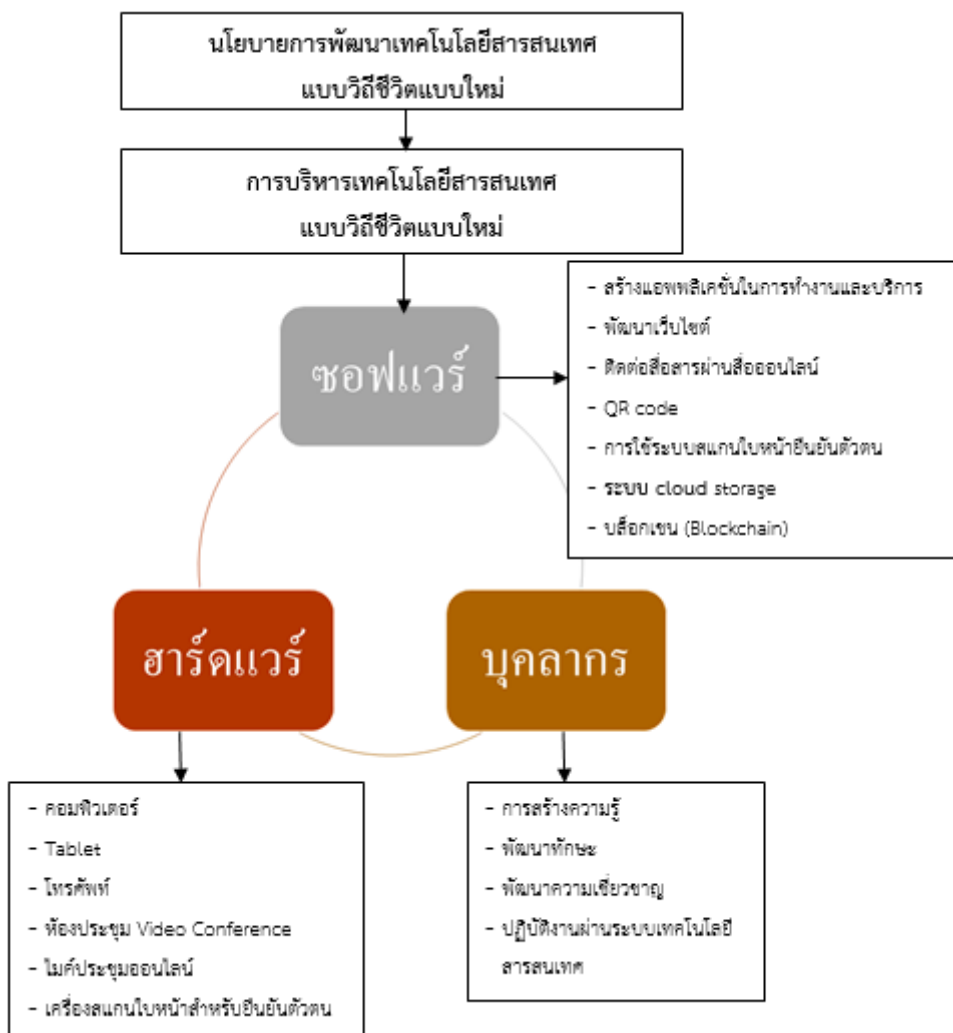 นโยบายการพัฒนาเทคโนโลยีสารสนเทศ
แบบวิถีชีวิตแบบใหม่
การบริหารเทคโนโลยีสารสนเทศ
แบบวิถีชีวิตแบบใหม่
ซอฟแวร์
- สร้างแอพพลิเคชั่นในการทำงานและบริการ
- พัฒนาเว็บไซต์
- ติดต่อสื่อสารผ่านสื่อออนไลน์
- QR code
- การใช้ระบบสแกนใบหน้ายืนยันตัวตน
- ระบบ cloud storage
- บล็อกเชน (Blockchain)
ฮาร์ดแวร์
บุคลากร
- คอมพิวเตอร์
- Tablet
- โทรศัพท์
- ห้องประชุม Video Conference
- ไมค์ประชุมออนไลน์
- เครื่องสแกนใบหน้าสำหรับยืนยันตัวตน
- การสร้างความรู้
- พัฒนาทักษะ
- พัฒนาความเชี่ยวชาญ
- ปฏิบัติงานผ่านระบบเทคโนโลยี
สารสนเทศ